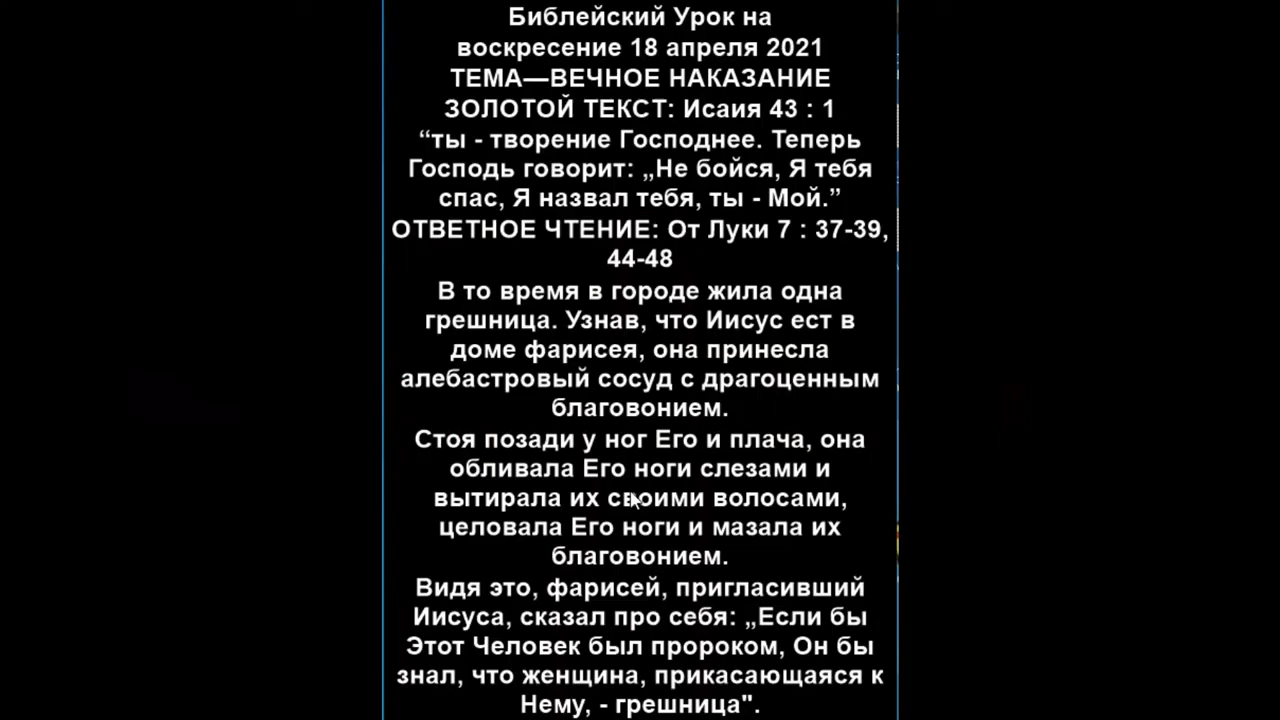 Библейский Урок на
воскресение 18 апреля 2021
ТЕМА—ВЕЧНОЕ НАКАЗАНИЕ
ЗОЛОТОЙ ТЕКСТ: Исаия 43 : 1
“ты - творение Господнее. Теперь
Господь говорит: „Не бойся, Я тебя
спас, Я назвал тебя, ты - Мой.”
ОТВЕТНОЕ ЧТЕНИЕ: От Луки 7 : 37-39,
44-48
В то время в городе жила одна
грешница. Узнав, что Иисус ест в
доме фарисея, она принесла
алебастровый сосуд с драгоценным
благовонием.
Стоя позади у ног Его и плача, она
обливала Его ноги слезами и
вытирала их своими волосами,
целовала Его ноги и мазала их
благовонием.
Видя это, фарисей, пригласивший
Иисуса, сказал про себя: „Если бы
Этот Человек был пророком, Он бы
знал, что женщина, прикасающаяся к
Нему, - грешница".